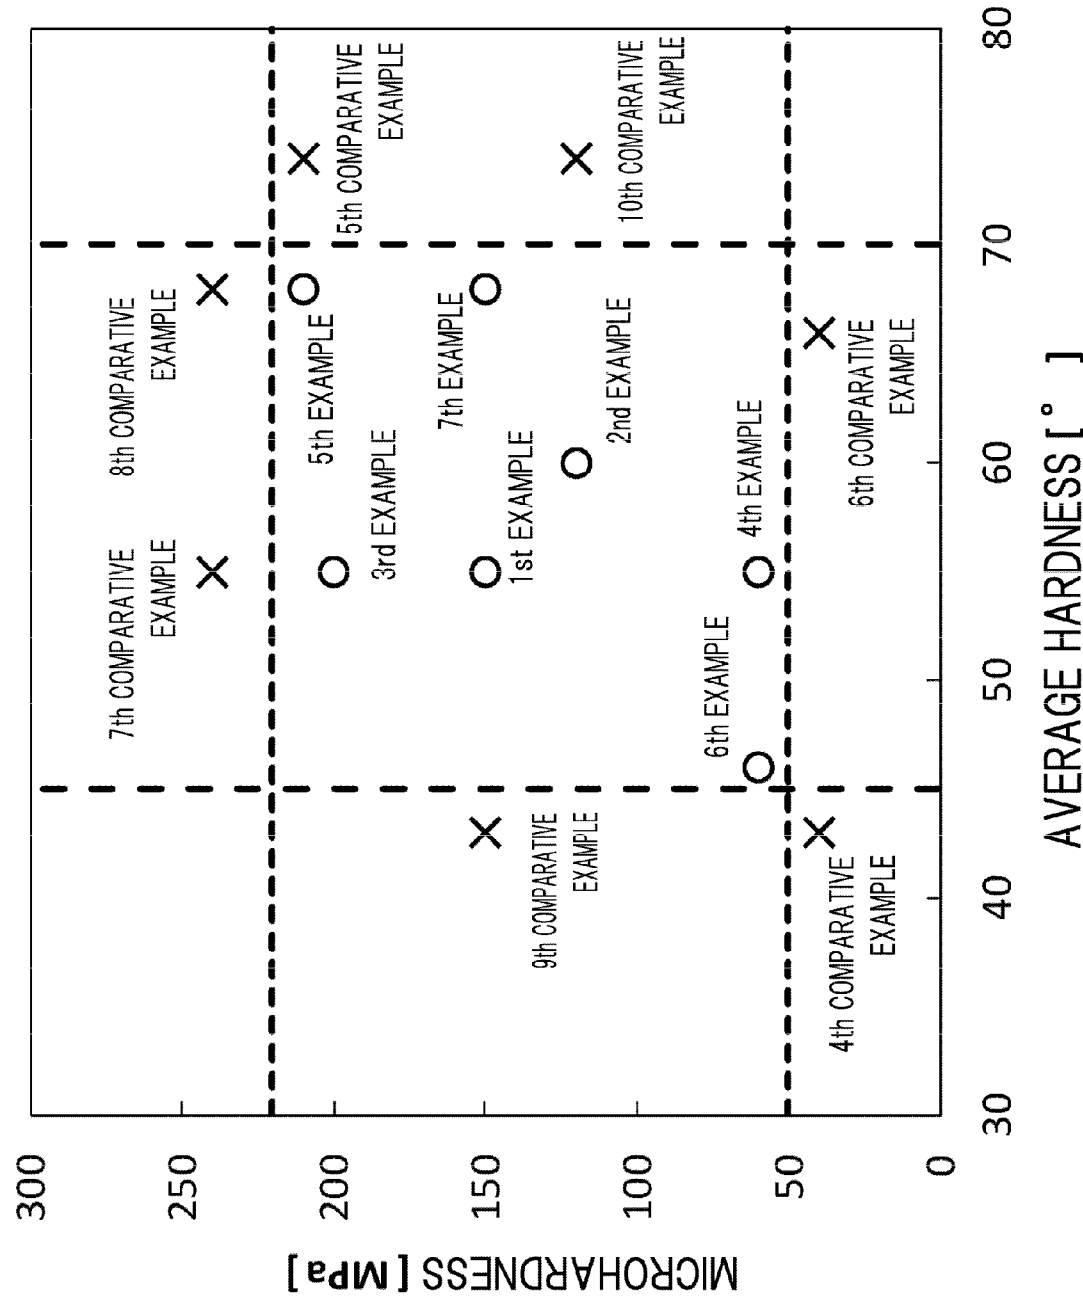 MICROHARDNESS [MPa]
300
250
200
150
100
50
0
7th COMPARATIVE
EXAMPLE
8th COMPARATIVE
EXAMPLE
5th COMPARATIVE
EXAMPLE
5th EXAMPLE
3rd EXAMPLE
7th EXAMPLE
1st EXAMPLE
9th COMPARATIVE
EXAMPLE
2nd EXAMPLE
10th COMPARATIVE
EXAMPLE
6th EXAMPLE
4th EXAMPLE
4th COMPARATIVE
EXAMPLE
6th COMPARATIVE
EXAMPLE
30
40
50
60
70
80
AVERAGE HARDNESS [ ° ]